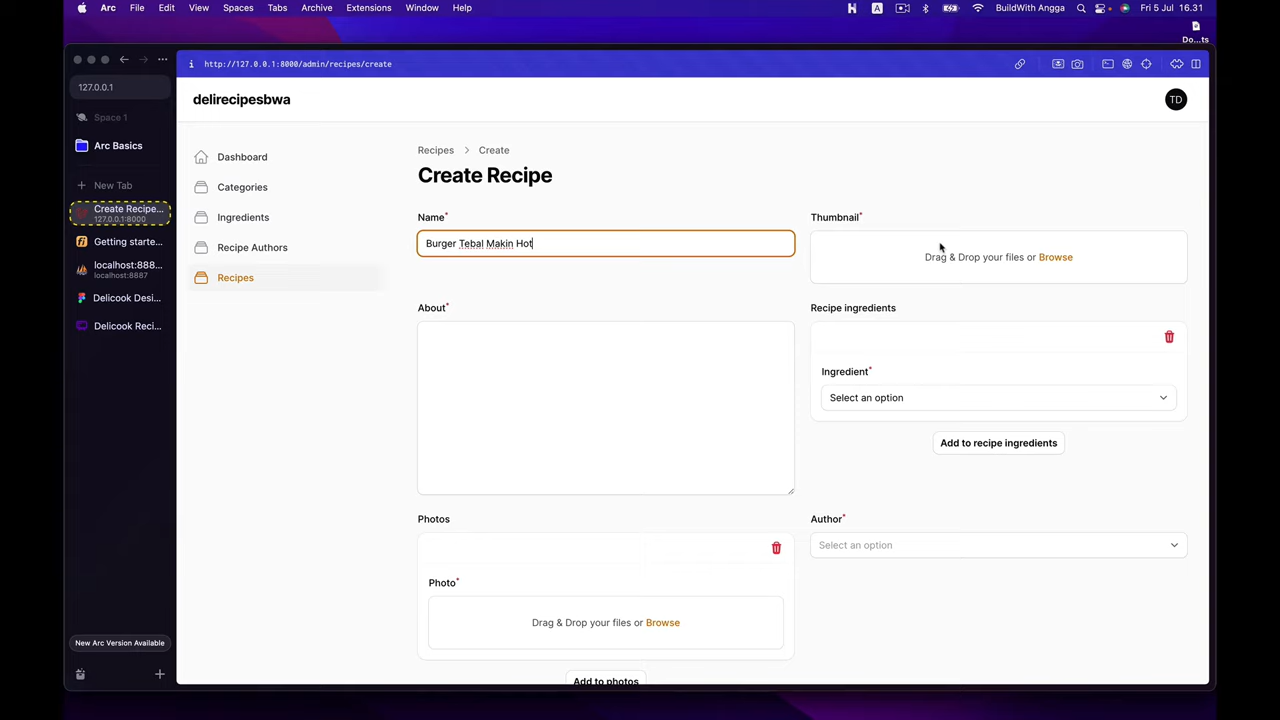 Arc File Edit View Spaces Tabs Archive Extensions Window Help
A BuildWith Angga Fri 5 Jul 16.31
Do...ts
http://127.0.0.1:8000/admin/recipes/create
127.0.0.1
Space 1
Arc Basics
New Tab
Create Recipe...
127.0.0.1:8000
Getting starte...
localhost:888...
localhost:8887
Delicook Desi...
Delicook Reci...
New Arc Version Available
delirecipesbwa
TD
Dashboard
Categories
Ingredients
Recipe Authors
Recipes
Recipes > Create
Create Recipe
Name*
Burger Tebal Makin Hot
Thumbnail*
Drag & Drop your files or Browse
About*
Recipe ingredients
Ingredient*
Select an option
Add to recipe ingredients
Photos
Photo*
Drag & Drop your files or Browse
Add to photos
Author*
Select an option